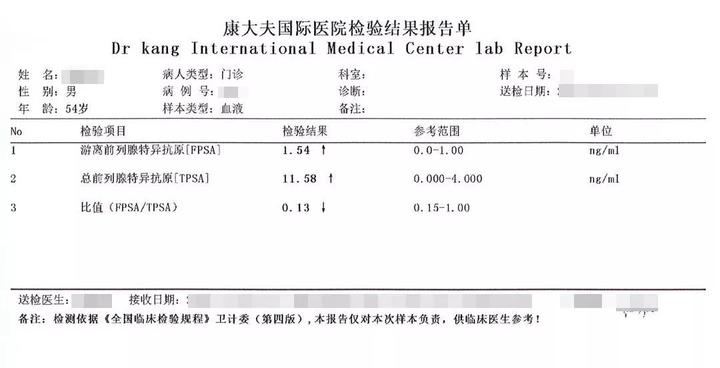 康大夫国际医院检验结果报告单
Dr kang International Medical Center lab Report
姓 名: 病人类型: 门诊 科室: 样 本 号:
性 别: 男 病 例 号: 诊断: 送检日期:
年 龄: 54岁 样本类型: 血液 备注:
No 检验项目 检验结果 参考范围 单位
1 游离前列腺特异抗原[FPSA] 1.54 ↑ 0.0-1.00 ng/ml
2 总前列腺特异抗原[TPSA] 11.58 ↑ 0.000-4.000 ng/ml
3 比值（FPSA/TPSA） 0.13 ↓ 0.15-1.00
送检医生: 接收日期:
备注: 检测依据《全国临床检验规程》卫计委（第四版）,本报告仅对本次样本负责，供临床医生参考！